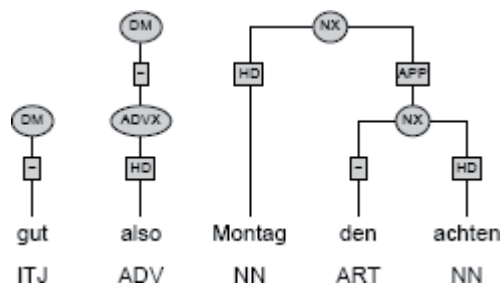 DM NX
– HD APP
DM ADVX NX
– HD – HD
gut also Montag den achten
ITJ ADV NN ART NN